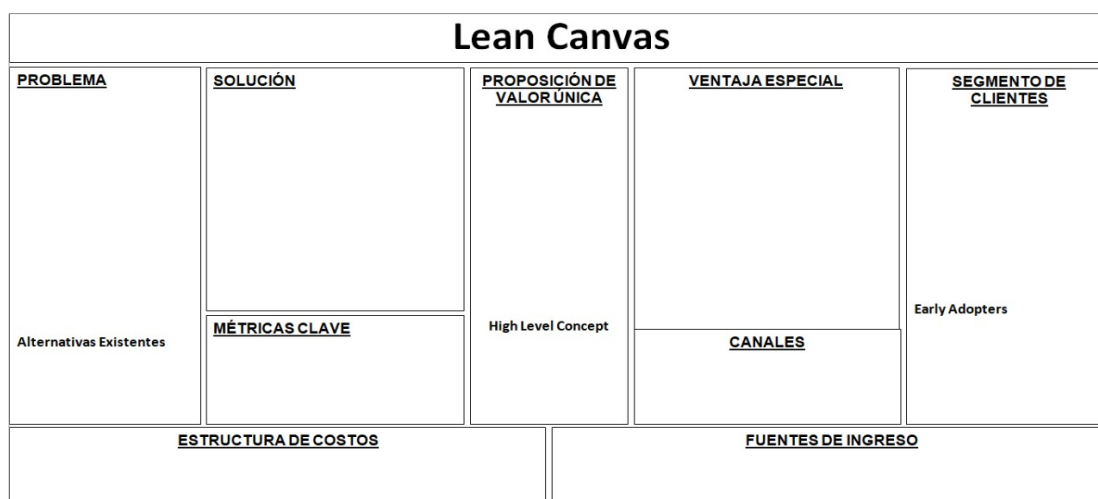 Lean Canvas
PROBLEMA
Alternativas Existentes
SOLUCIÓN
MÉTRICAS CLAVE
PROPOSICIÓN DE
VALOR ÚNICA
High Level Concept
VENTAJA ESPECIAL
CANALES
SEGMENTO DE
CLIENTES
Early Adopters
ESTRUCTURA DE COSTOS
FUENTES DE INGRESO